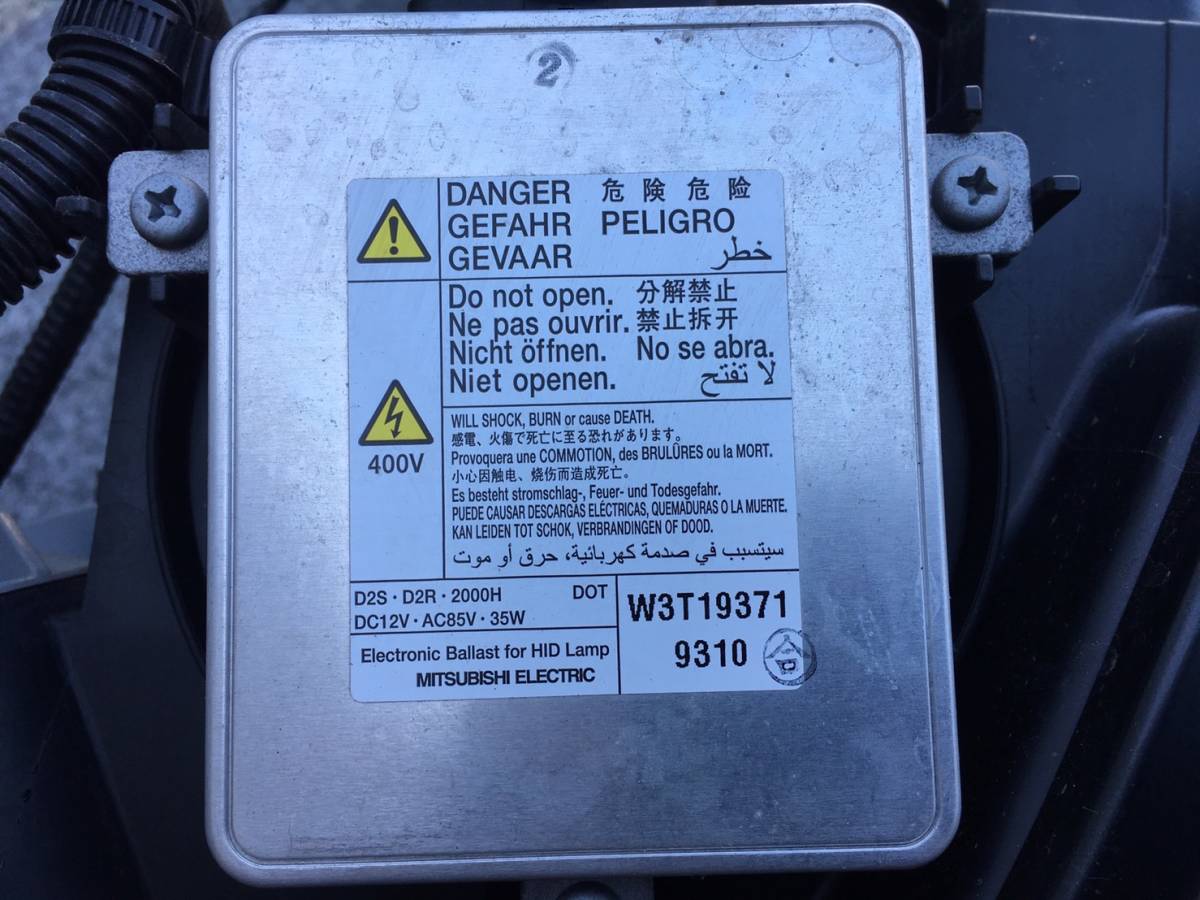 2
DANGER 危険 危险
GEFAHR PELIGRO
GEVAAR خطر
Do not open. 分解禁止
Ne pas ouvrir. 禁止拆开
Nicht öffnen. No se abra.
Niet openen. لا تفتح
400V
WILL SHOCK, BURN or cause DEATH.
感電、火傷で死亡に至る恐れがあります。
Provoquera une COMMOTION, des BRULÛRES ou la MORT.
小心因触电、烧伤而造成死亡。
Es besteht stromschlag-, Feuer- und Todesgefahr.
PUEDE CAUSAR DESCARGAS ELÉCTRICAS, QUEMADURAS O LA MUERTE.
KAN LEIDEN TOT SCHOK, VERBRANDINGEN OF DOOD.
سيتسبب في صدمة كهربائية، حرق أو موت
D2S・D2R・2000H DOT
DC12V・AC85V・35W
Electronic Ballast for HID Lamp
MITSUBISHI ELECTRIC
W3T19371
9310 合